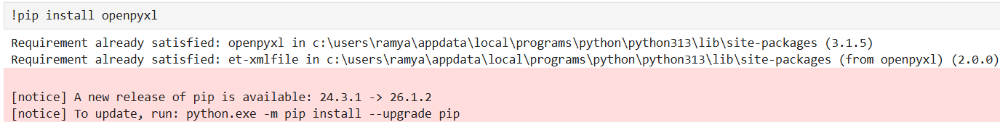 !pip install openpyxl
Requirement already satisfied: openpyxl in c:\users\ramya\appdata\local\programs\python\python313\lib\site-packages (3.1.5)
Requirement already satisfied: et-xmlfile in c:\users\ramya\appdata\local\programs\python\python313\lib\site-packages (from openpyxl) (2.0.0)
[notice] A new release of pip is available: 24.3.1 -> 26.1.2
[notice] To update, run: python.exe -m pip install --upgrade pip